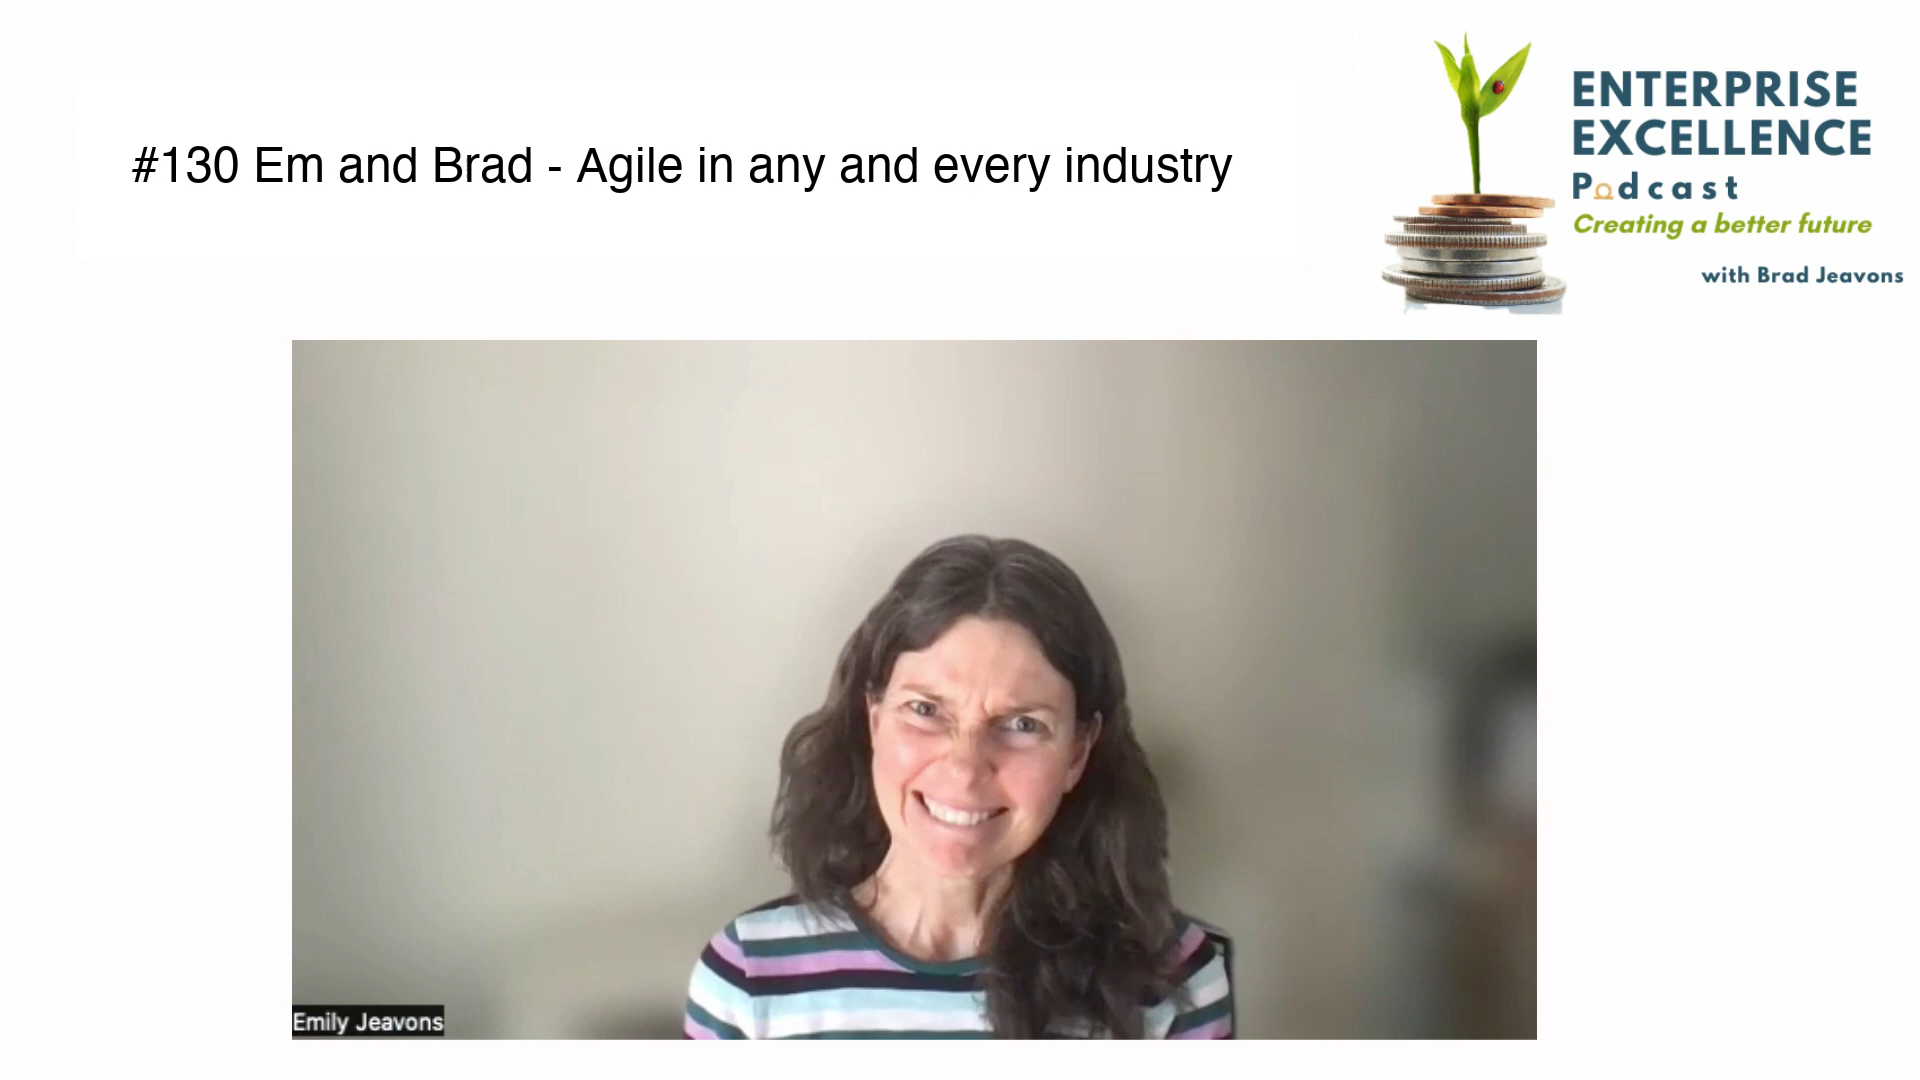 #130 Em and Brad - Agile in any and every industry
ENTERPRISE
EXCELLENCE
Podcast
Creating a better future
with Brad Jeavons
Emily Jeavons